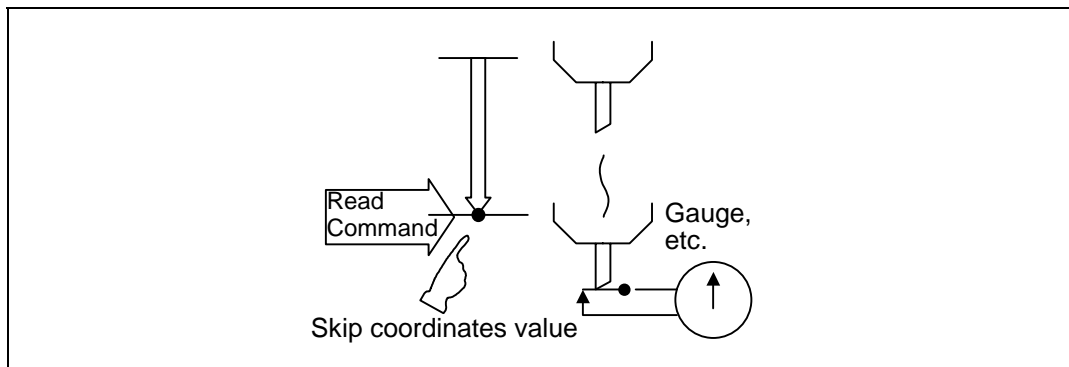 Read
Command
Gauge,
etc.
Skip coordinates value